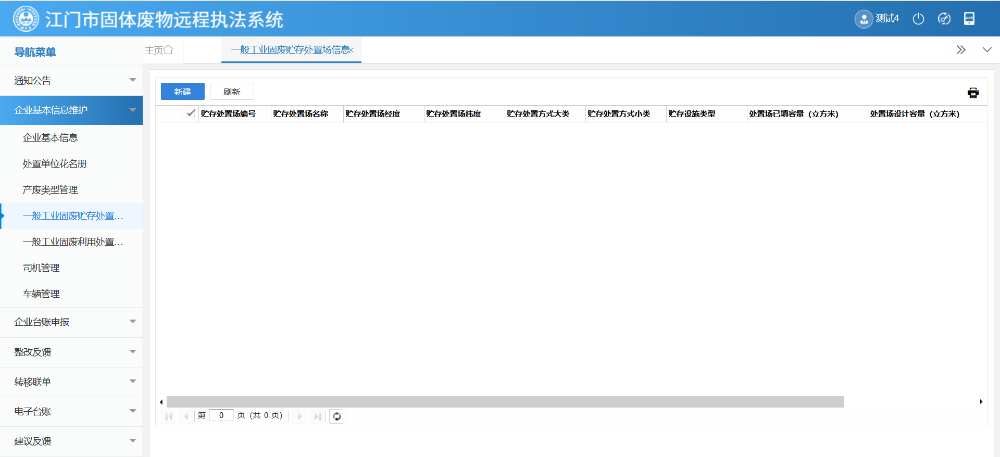 江门市固体废物远程执法系统
测试4
APP
导航菜单
主页
一般工业固废贮存处置场信息
通知公告
企业基本信息维护
企业基本信息
处置单位花名册
产废类型管理
一般工业固废贮存处置...
一般工业固废利用处置...
司机管理
车辆管理
企业台账申报
整改反馈
转移联单
电子台账
建议反馈
新建 刷新
贮存处置场编号 贮存处置场名称 贮存处置场经度 贮存处置场纬度 贮存处置方式大类 贮存处置方式小类 贮存设施类型 处置场已填容量（立方米） 处置场设计容量（立方米）
第 0 页 (共 0 页)